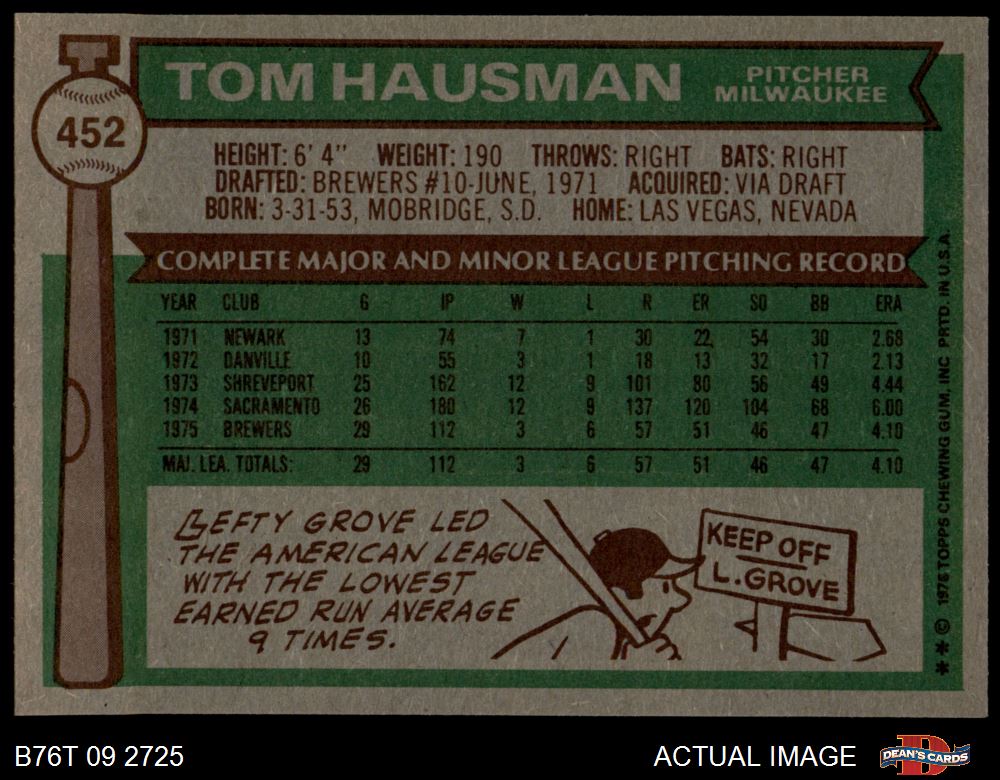 452
TOM HAUSMAN
PITCHER
MILWAUKEE
HEIGHT: 6' 4" WEIGHT: 190 THROWS: RIGHT BATS: RIGHT
DRAFTED: BREWERS #10-JUNE, 1971 ACQUIRED: VIA DRAFT
BORN: 3-31-53, MOBRIDGE, S.D. HOME: LAS VEGAS, NEVADA
COMPLETE MAJOR AND MINOR LEAGUE PITCHING RECORD
YEAR CLUB G IP W L R ER SO BB ERA
1971 NEWARK 13 74 7 1 30 22 54 30 2.68
1972 DANVILLE 10 55 3 1 18 13 32 17 2.13
1973 SHREVEPORT 25 162 12 9 101 80 56 49 4.44
1974 SACRAMENTO 26 180 12 9 137 120 104 68 6.00
1975 BREWERS 29 112 3 6 57 51 46 47 4.10
MAJ. LEA. TOTALS: 29 112 3 6 57 51 46 47 4.10
LEFTY GROVE LED
THE AMERICAN LEAGUE
WITH THE LOWEST
EARNED RUN AVERAGE
9 TIMES.
KEEP OFF
L. GROVE
* * © 1976 TOPPS CHEWING GUM, INC PRTD. IN U.S.A.
B76T 09 2725
ACTUAL IMAGE
DEAN'S CARDS